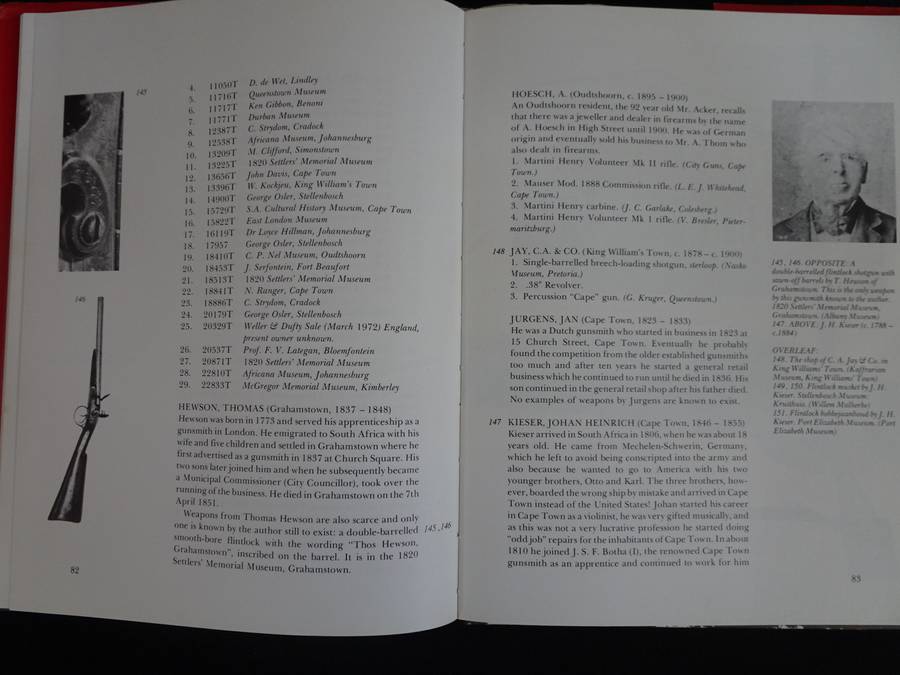 145
146
4. 11050T D. de Wet, Lindley
5. 11716T Queenstown Museum
6. 11717T Ken Gibbon, Benoni
7. 11771T Durban Museum
8. 12387T C. Strydom, Cradock
9. 12538T Africana Museum, Johannesburg
10. 13209T M. Clifford, Simonstown
11. 13225T 1820 Settlers' Memorial Museum
12. 13656T John Davis, Cape Town
13. 13396T W. Kockjeu, King William's Town
14. 14900T George Osler, Stellenbosch
15. 15729T S.A. Cultural History Museum, Cape Town
16. 15822T East London Museum
17. 16119T Dr Loyce Hillman, Johannesburg
18. 17957 George Osler, Stellenbosch
19. 18410T C. P. Nel Museum, Oudtshoorn
20. 18453T J. Serfontein, Fort Beaufort
21. 18513T 1820 Settlers' Memorial Museum
22. 18841T N. Ranger, Cape Town
23. 18886T C. Strydom, Cradock
24. 20179T George Osler, Stellenbosch
25. 20329T Weller & Dufty Sale (March 1972) England,
present owner unknown.
26. 20537T Prof. F. V. Lategan, Bloemfontein
27. 20871T 1820 Settlers' Memorial Museum
28. 22810T Africana Museum, Johannesburg
29. 22833T McGregor Memorial Museum, Kimberley
HEWSON, THOMAS (Grahamstown, 1837 – 1848)
Hewson was born in 1773 and served his apprenticeship as a
gunsmith in London. He emigrated to South Africa with his
wife and five children and settled in Grahamstown where he
first advertised as a gunsmith in 1837 at Church Square. His
two sons later joined him and when he subsequently became
a Municipal Commissioner (City Councillor), took over the
running of the business. He died in Grahamstown on the 7th
April 1851.
Weapons from Thomas Hewson are also scarce and only
one is known by the author still to exist: a double-barrelled 145, 146
smooth-bore flintlock with the wording "Thos Hewson,
Grahamstown", inscribed on the barrel. It is in the 1820
Settlers' Memorial Museum, Grahamstown.
82
HOESCH, A. (Oudtshoorn, c. 1895 – 1900)
An Oudtshoorn resident, the 92 year old Mr. Acker, recalls
that there was a jeweller and dealer in firearms by the name
of A. Hoesch in High Street until 1900. He was of German
origin and eventually sold his business to Mr. A. Thom who
also dealt in firearms.
1. Martini Henry Volunteer Mk II rifle. (City Guns, Cape
Town.)
2. Mauser Mod. 1888 Commission rifle. (L. E. J. Whitehead,
Cape Town.)
3. Martini Henry carbine. (J. C. Garlake, Colesberg.)
4. Martini Henry Volunteer Mk 1 rifle. (V. Bresler, Pieter-
maritzburg.)
148 JAY, C.A. & CO. (King William's Town, c. 1878 – c. 1900)
1. Single-barrelled breech-loading shotgun, sterloop. (Nasko
Museum, Pretoria.)
2. .38" Revolver.
3. Percussion "Cape" gun. (G. Kruger, Queenstown.)
JURGENS, JAN (Cape Town, 1823 – 1833)
He was a Dutch gunsmith who started in business in 1823 at
15 Church Street, Cape Town. Eventually he probably
found the competition from the older established gunsmiths
too much and after ten years he started a general retail
business which he continued to run until he died in 1836. His
son continued in the general retail shop after his father died.
No examples of weapons by Jurgens are known to exist.
147 KIESER, JOHAN HEINRICH (Cape Town, 1846 – 1855)
Kieser arrived in South Africa in 1806, when he was about 18
years old. He came from Mechelen-Schwerin, Germany,
which he left to avoid being conscripted into the army and
also because he wanted to go to America with his two
younger brothers, Otto and Karl. The three brothers, how-
ever, boarded the wrong ship by mistake and arrived in Cape
Town instead of the United States! Johan started his career
in Cape Town as a violinist, he was very gifted musically, and
as this was not a very lucrative profession he started doing
"odd job" repairs for the inhabitants of Cape Town. In about
1810 he joined J. S. F. Botha (I), the renowned Cape Town
gunsmith as an apprentice and continued to work for him
145, 146. OPPOSITE: A
double-barrelled flintlock shotgun with
sawn-off barrels by T. Hewson of
Grahamstown. This is the only weapon
by this gunsmith known to the author.
1820 Settlers' Memorial Museum,
Grahamstown. (Albany Museum)
147. ABOVE. J. H. Kieser (c. 1788 –
c.1884)
OVERLEAF:
148. The shop of C. A. Jay & Co. in
King Williams' Town. (Kaffrarian
Museum, King Williams' Town)
149, 150. Flintlock musket by J. H.
Kieser. Stellenbosch Museum:
Kruithuis. (Willem Malherbe)
151. Flintlock bobbejaanboud by J. H.
Kieser. Port Elizabeth Museum. (Port
Elizabeth Museum)
83